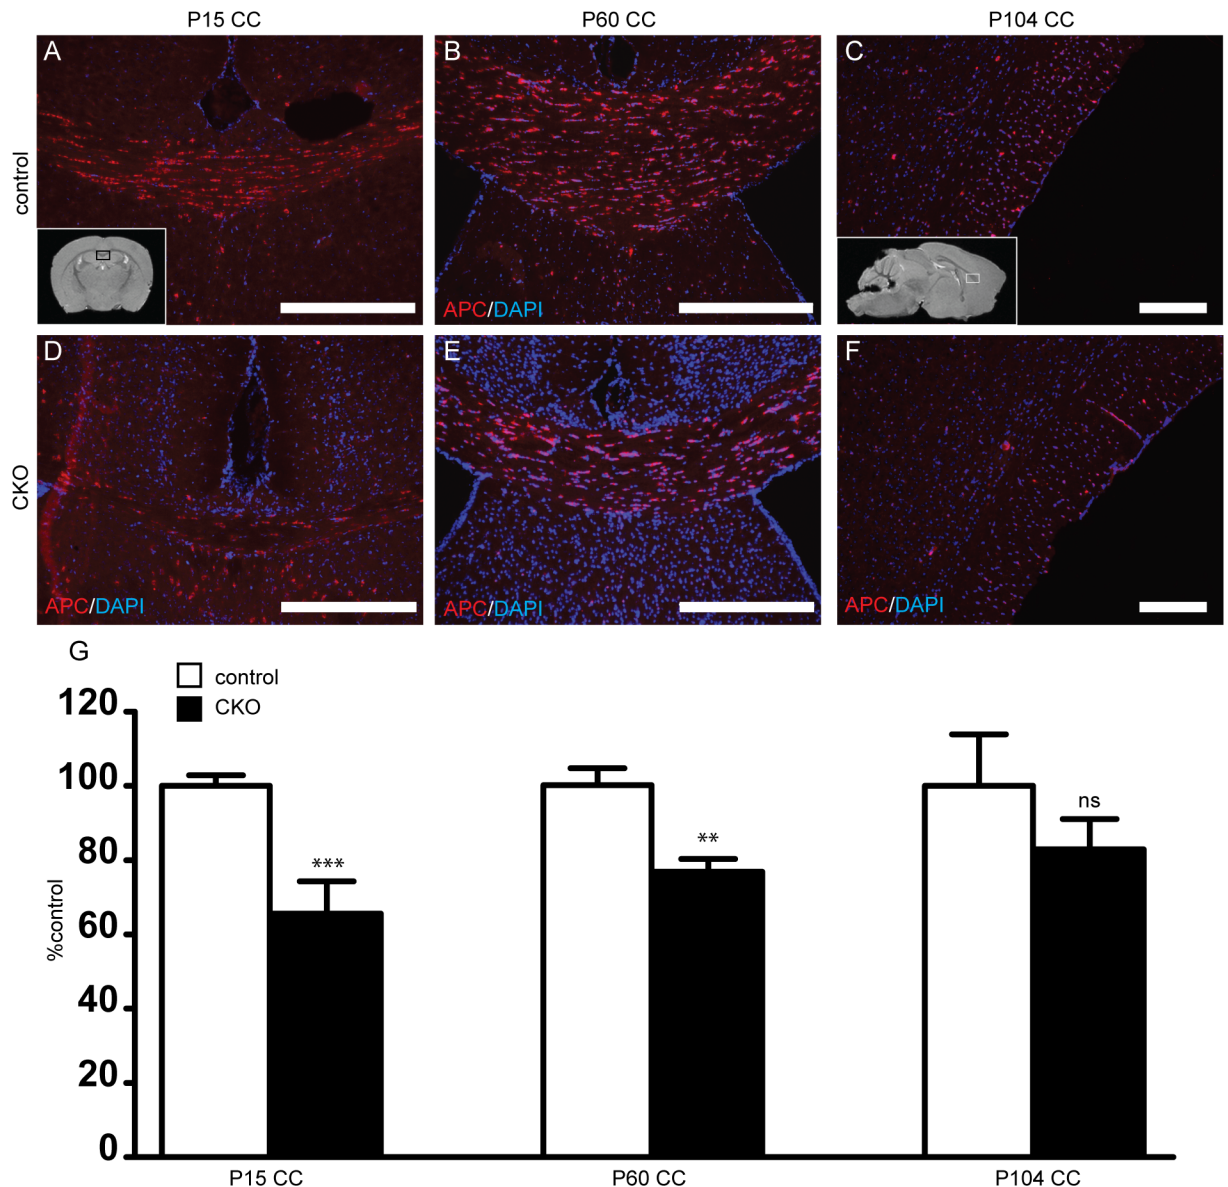 P15 CC
P60 CC
P104 CC
control
A
B
C
APC/DAPI
CKO
D
E
F
APC/DAPI
APC/DAPI
APC/DAPI
G
control
CKO
%control
120
100
80
60
40
20
0
***
**
ns
P15 CC
P60 CC
P104 CC